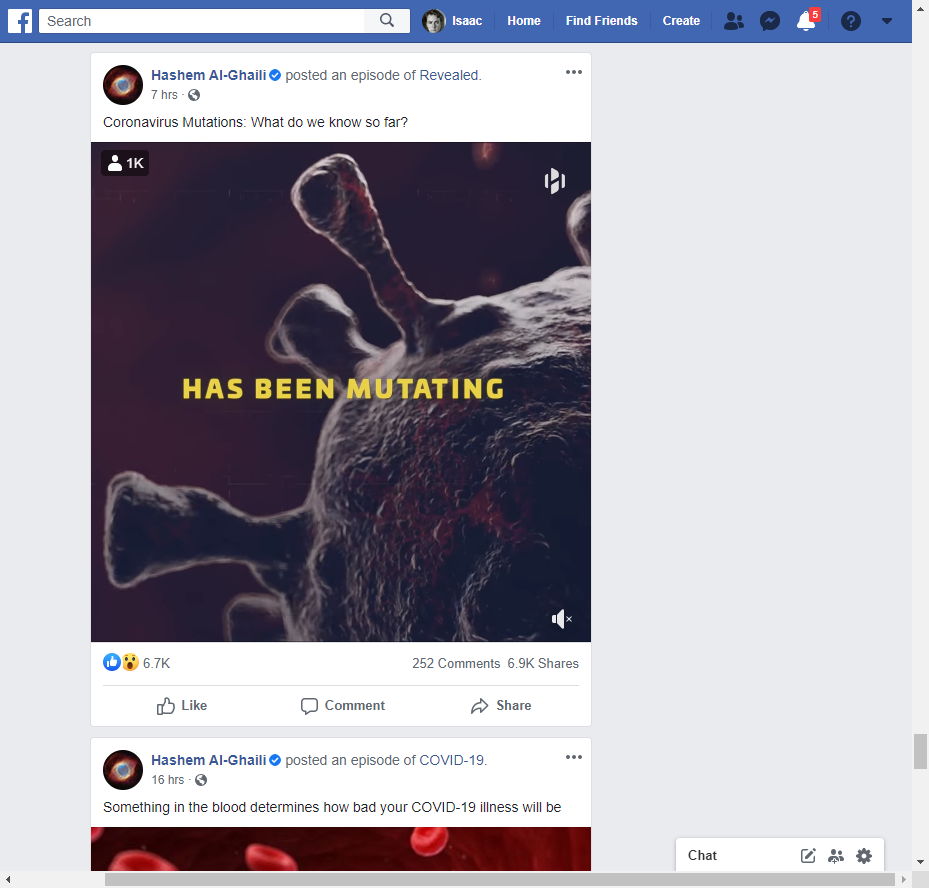 Search
Isaac
Home
Find Friends
Create
5
Hashem Al-Ghaili posted an episode of Revealed.
7 hrs ·
Coronavirus Mutations: What do we know so far?
1K
HAS BEEN MUTATING
6.7K
252 Comments 6.9K Shares
Like
Comment
Share
Hashem Al-Ghaili posted an episode of COVID-19.
16 hrs ·
Something in the blood determines how bad your COVID-19 illness will be
Chat